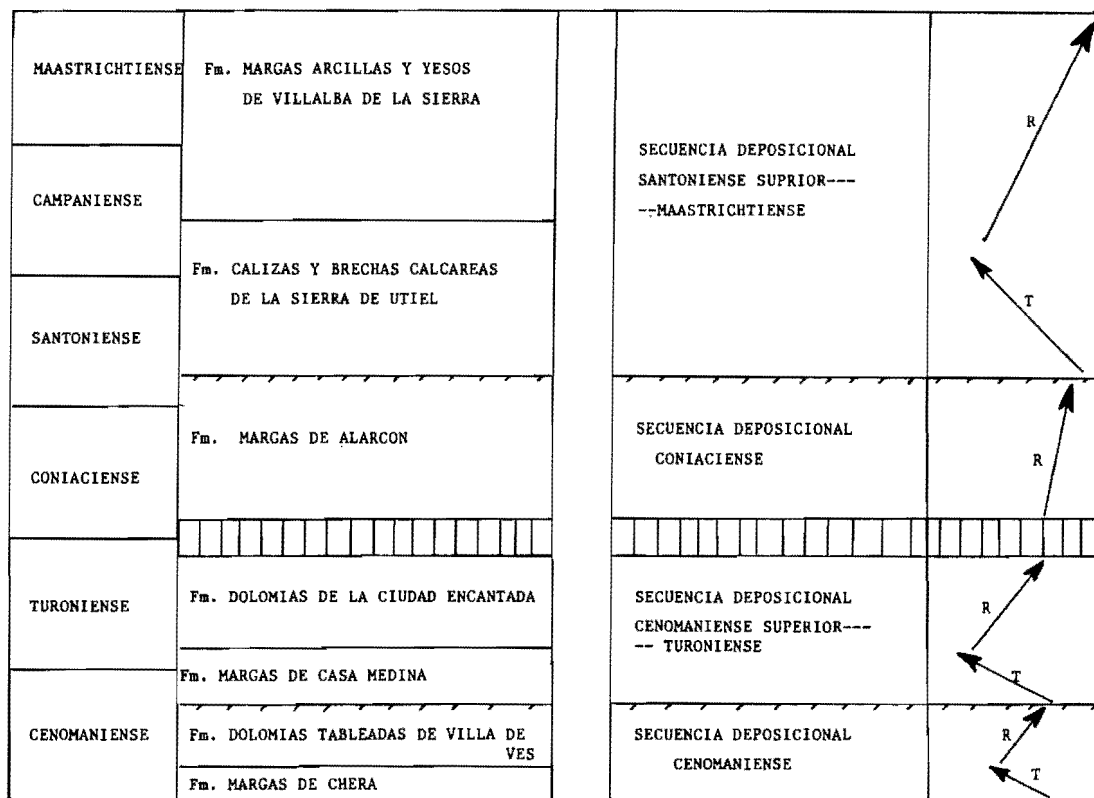 MAASTRICHTIENSE
CAMPANIENSE
SANTONIENSE
CONIACIENSE
TURONIENSE
CENOMANIENSE
Fm. MARGAS ARCILLAS Y YESOS
DE VILLALBA DE LA SIERRA
Fm. CALIZAS Y BRECHAS CALCAREAS
DE LA SIERRA DE UTIEL
Fm. MARGAS DE ALARCON
Fm. DOLOMIAS DE LA CIUDAD ENCANTADA
Fm. MARGAS DE CASA MEDINA
Fm. DOLOMIAS TABLEADAS DE VILLA DE
VES
Fm. MARGAS DE CHERA
SECUENCIA DEPOSICIONAL
SANTONIENSE SUPRIOR----
----MAASTRICHTIENSE
SECUENCIA DEPOSICIONAL
CONIACIENSE
SECUENCIA DEPOSICIONAL
CENOMANIENSE SUPERIOR----
---- TURONIENSE
SECUENCIA DEPOSICIONAL
CENOMANIENSE
R
T
R
R
T
R
T